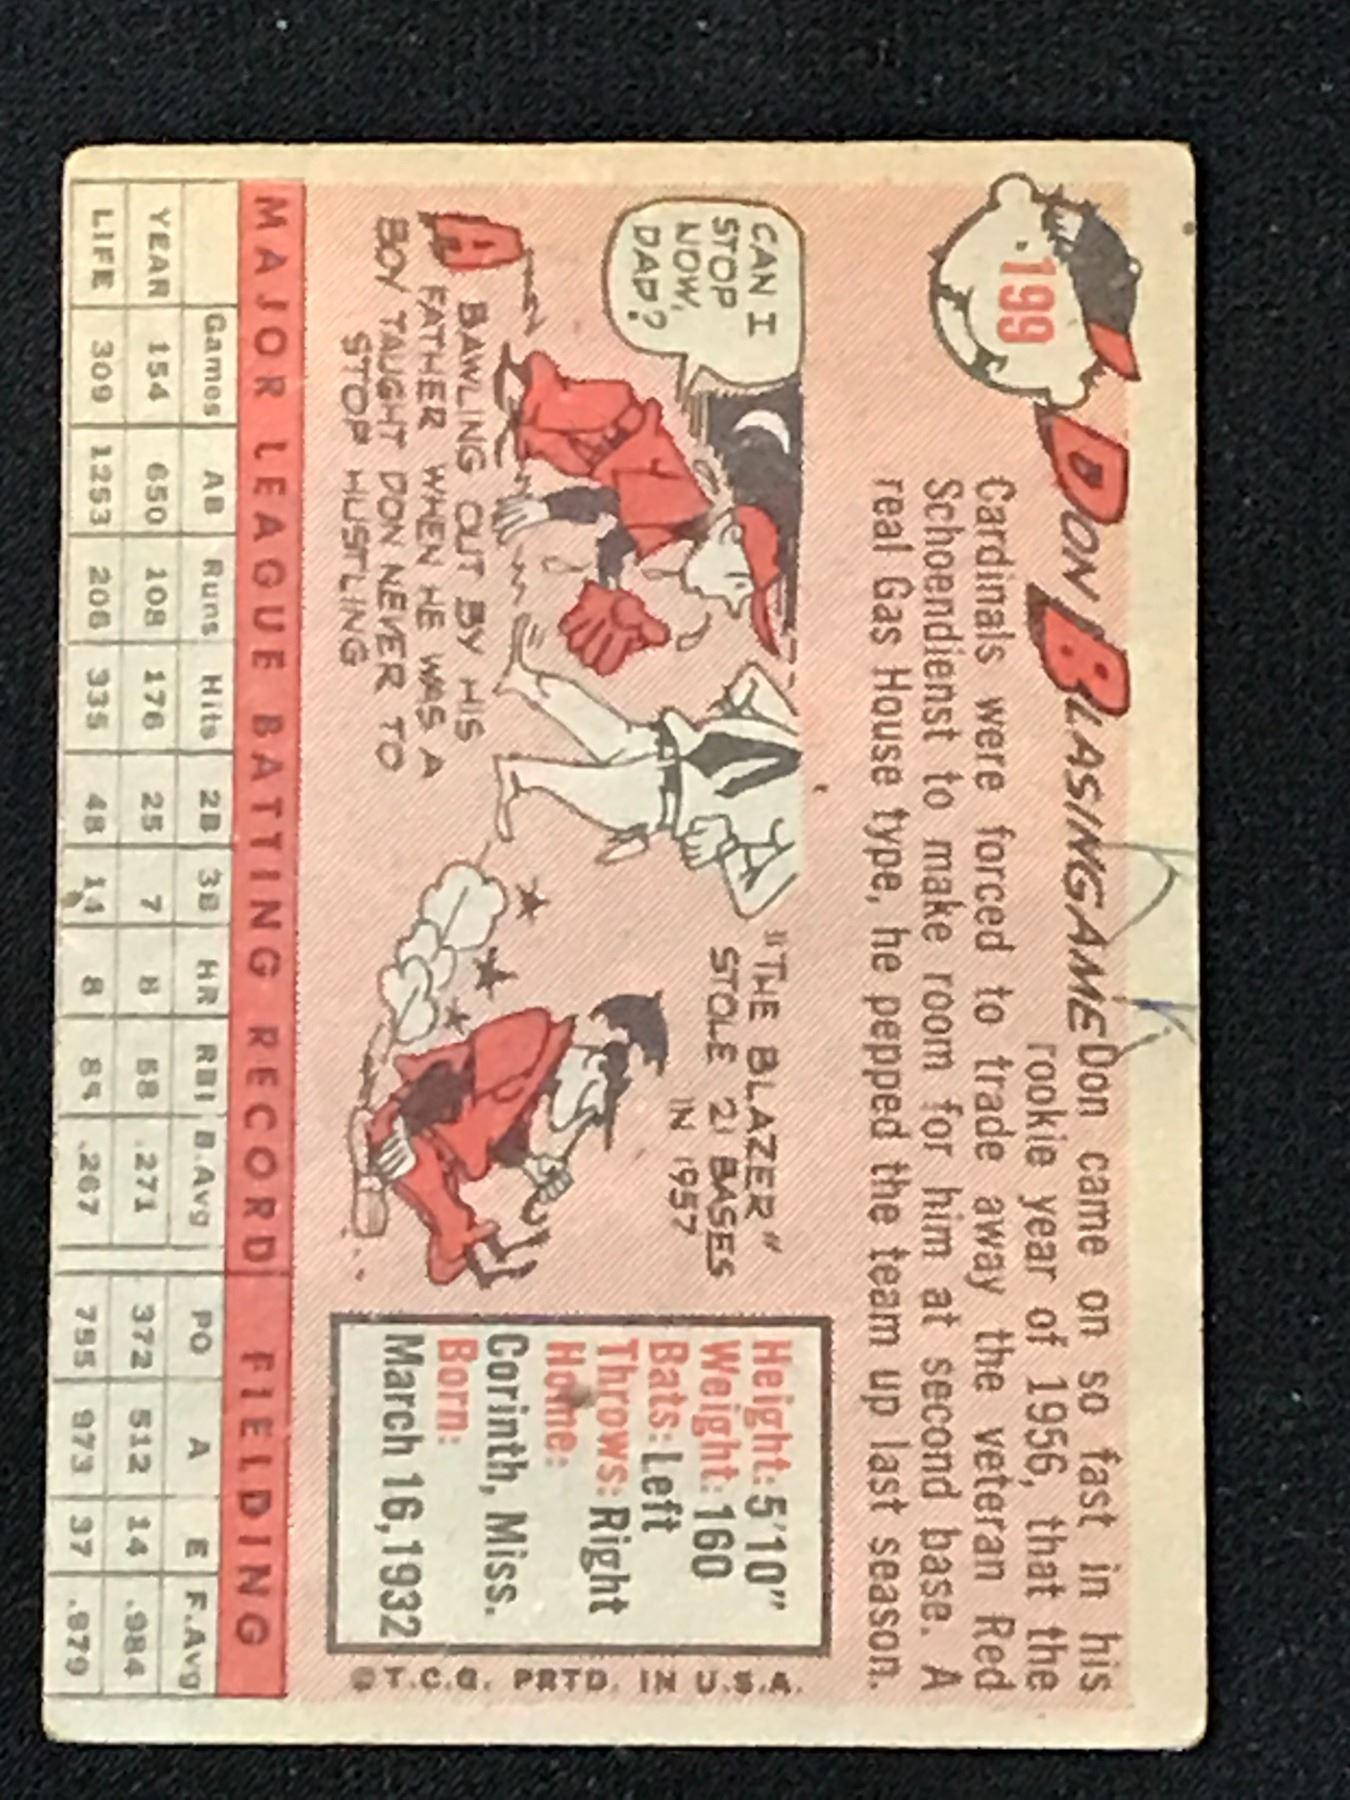 199
DON BLASINGAME
Don came on so fast in his
rookie year of 1956, that the
Cardinals were forced to trade away the veteran Red
Schoendienst to make room for him at second base. A
real Gas House type, he pepped the team up last season.
CAN I
STOP
NOW,
DAD?
A BAWLING OUT BY HIS
FATHER WHEN HE WAS A
BOY TAUGHT DON NEVER TO
STOP HUSTLING
"THE BLAZER"
STOLE 21 BASES
IN 1957
Height: 5'10"
Weight: 160
Bats: Left
Throws: Right
Home:
Corinth, Miss.
Born:
March 16, 1932
©T.C.G. PRTD. IN U.S.A.
MAJOR LEAGUE BATTING RECORD FIELDING
Games AB Runs Hits 2B 3B HR RBI B.Avg PO A E F.Avg
YEAR 154 650 108 176 25 7 8 58 .271 372 512 14 .984
LIFE 309 1253 206 335 48 14 8 85 .267 755 973 37 .979